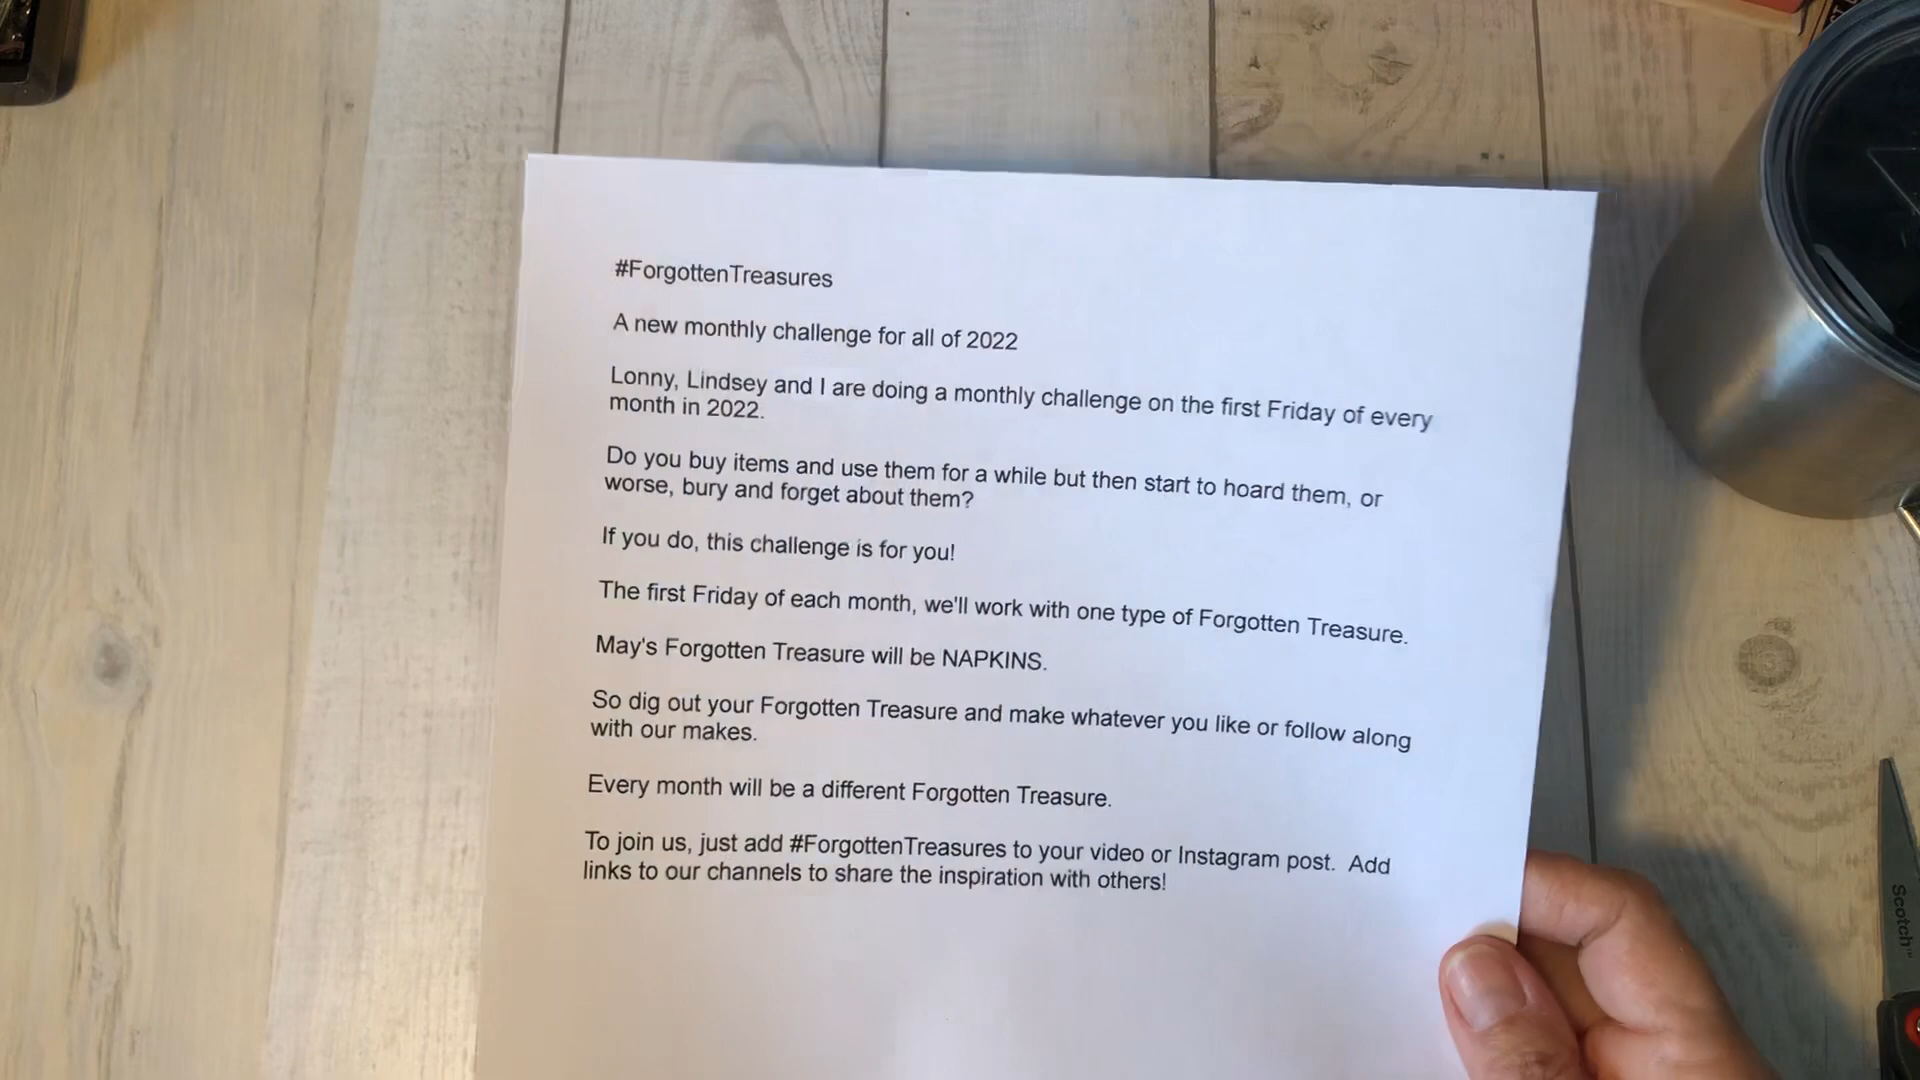 #ForgottenTreasures
A new monthly challenge for all of 2022
Lonny, Lindsey and I are doing a monthly challenge on the first Friday of every
month in 2022.
Do you buy items and use them for a while but then start to hoard them, or
worse, bury and forget about them?
If you do, this challenge is for you!
The first Friday of each month, we'll work with one type of Forgotten Treasure.
May's Forgotten Treasure will be NAPKINS.
So dig out your Forgotten Treasure and make whatever you like or follow along
with our makes.
Every month will be a different Forgotten Treasure.
To join us, just add #ForgottenTreasures to your video or Instagram post.  Add
links to our channels to share the inspiration with others!
Scotch™